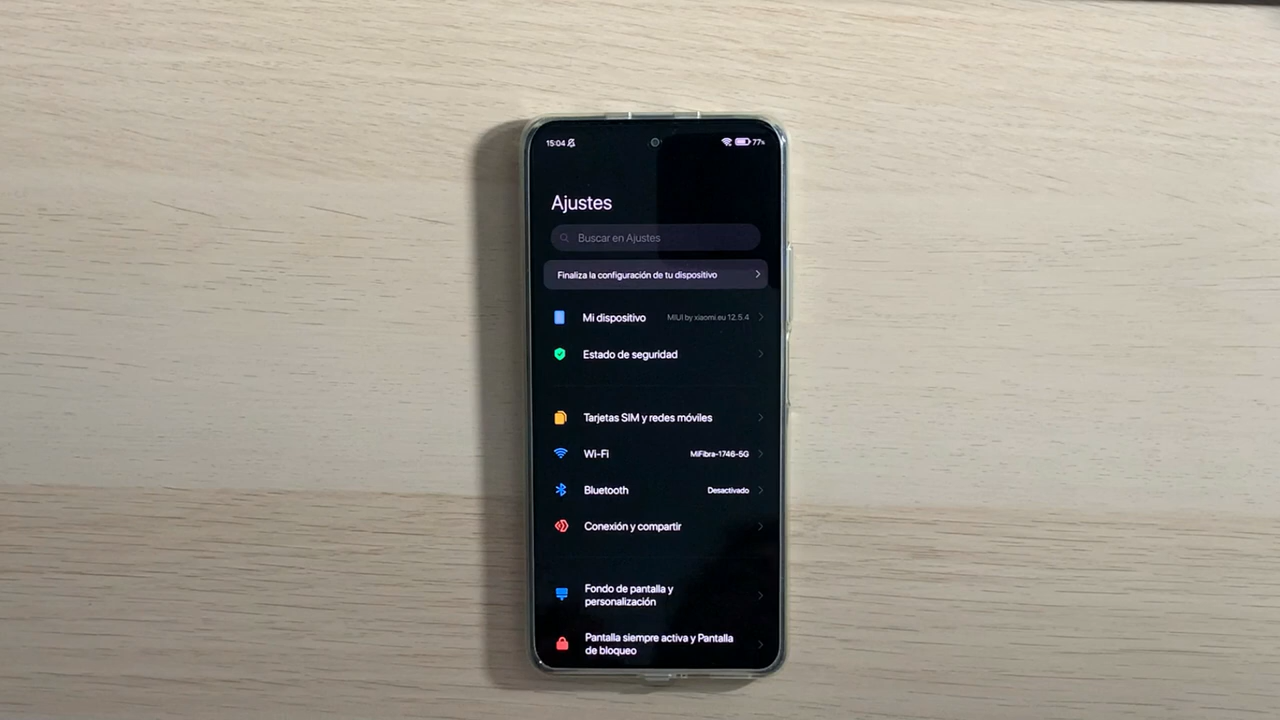 15:04
77%
Ajustes
Buscar en Ajustes
Finaliza la configuración de tu dispositivo
Mi dispositivo MIUI by xiaomi.eu 12.5.4
Estado de seguridad
Tarjetas SIM y redes móviles
Wi-Fi MiFibra-1746-5G
Bluetooth Desactivado
Conexión y compartir
Fondo de pantalla y
personalización
Pantalla siempre activa y Pantalla
de bloqueo